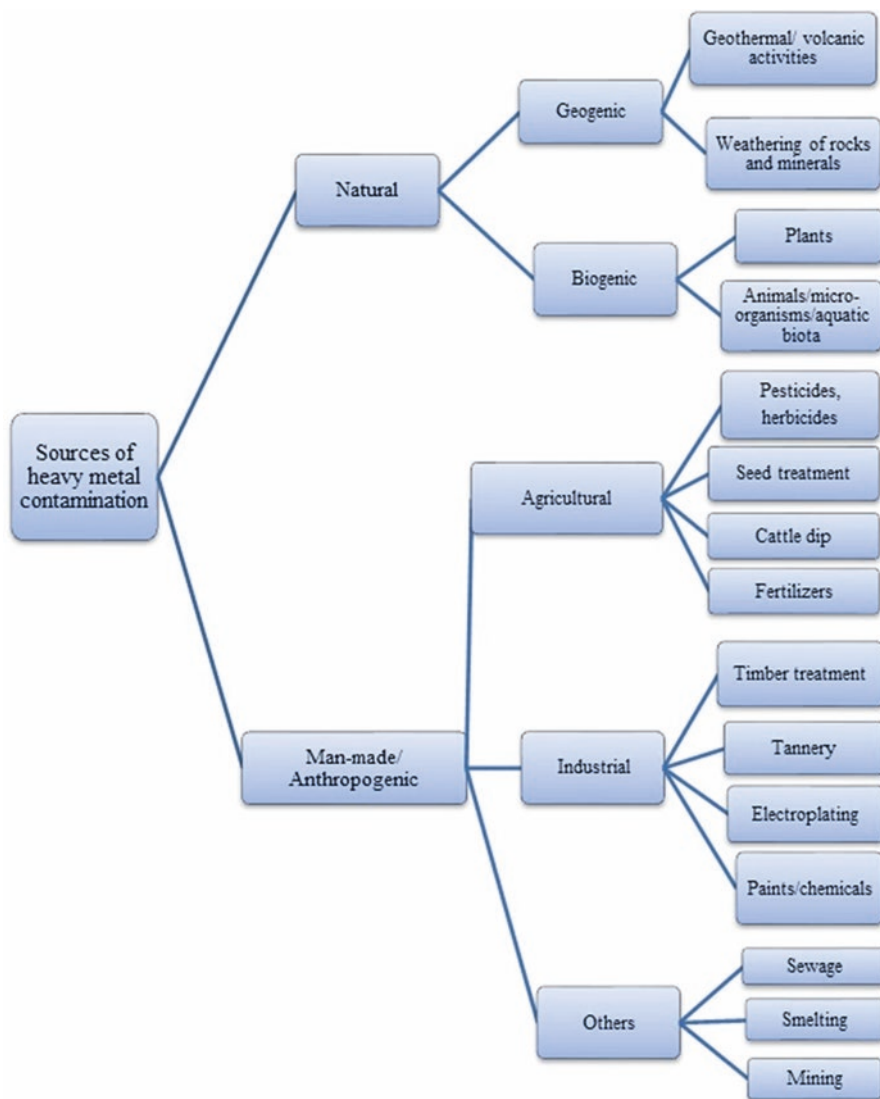 Geothermal/ volcanic
activities
Geogenic
Weathering of rocks
and minerals
Natural
Plants
Biogenic
Animals/micro-
organisms/aquatic
biota
Pesticides,
herbicides
Sources of
heavy metal
contamination
Seed treatment
Agricultural
Cattle dip
Fertilizers
Timber treatment
Man-made/
Anthropogenic
Industrial
Tannery
Electroplating
Paints/chemicals
Sewage
Others
Smelting
Mining